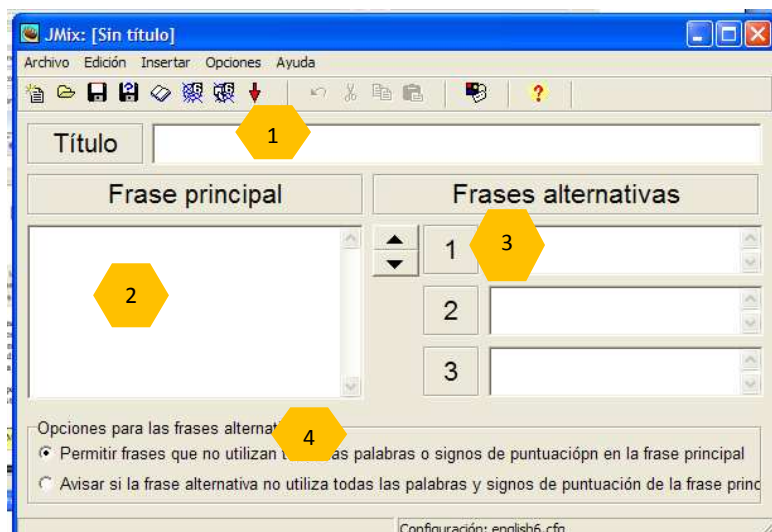 JMix: [Sin título]
Archivo Edición Insertar Opciones Ayuda
1
Título
Frase principal Frases alternativas
2
1 3
2
3
Opciones para las frases 4
Permitir frases que no utilizan palabras o signos de puntuaciópn en la frase principal
Avisar si la frase alternativa no utiliza todas las palabras y signos de puntuación de la frase princ
Configuración: english6.cfg